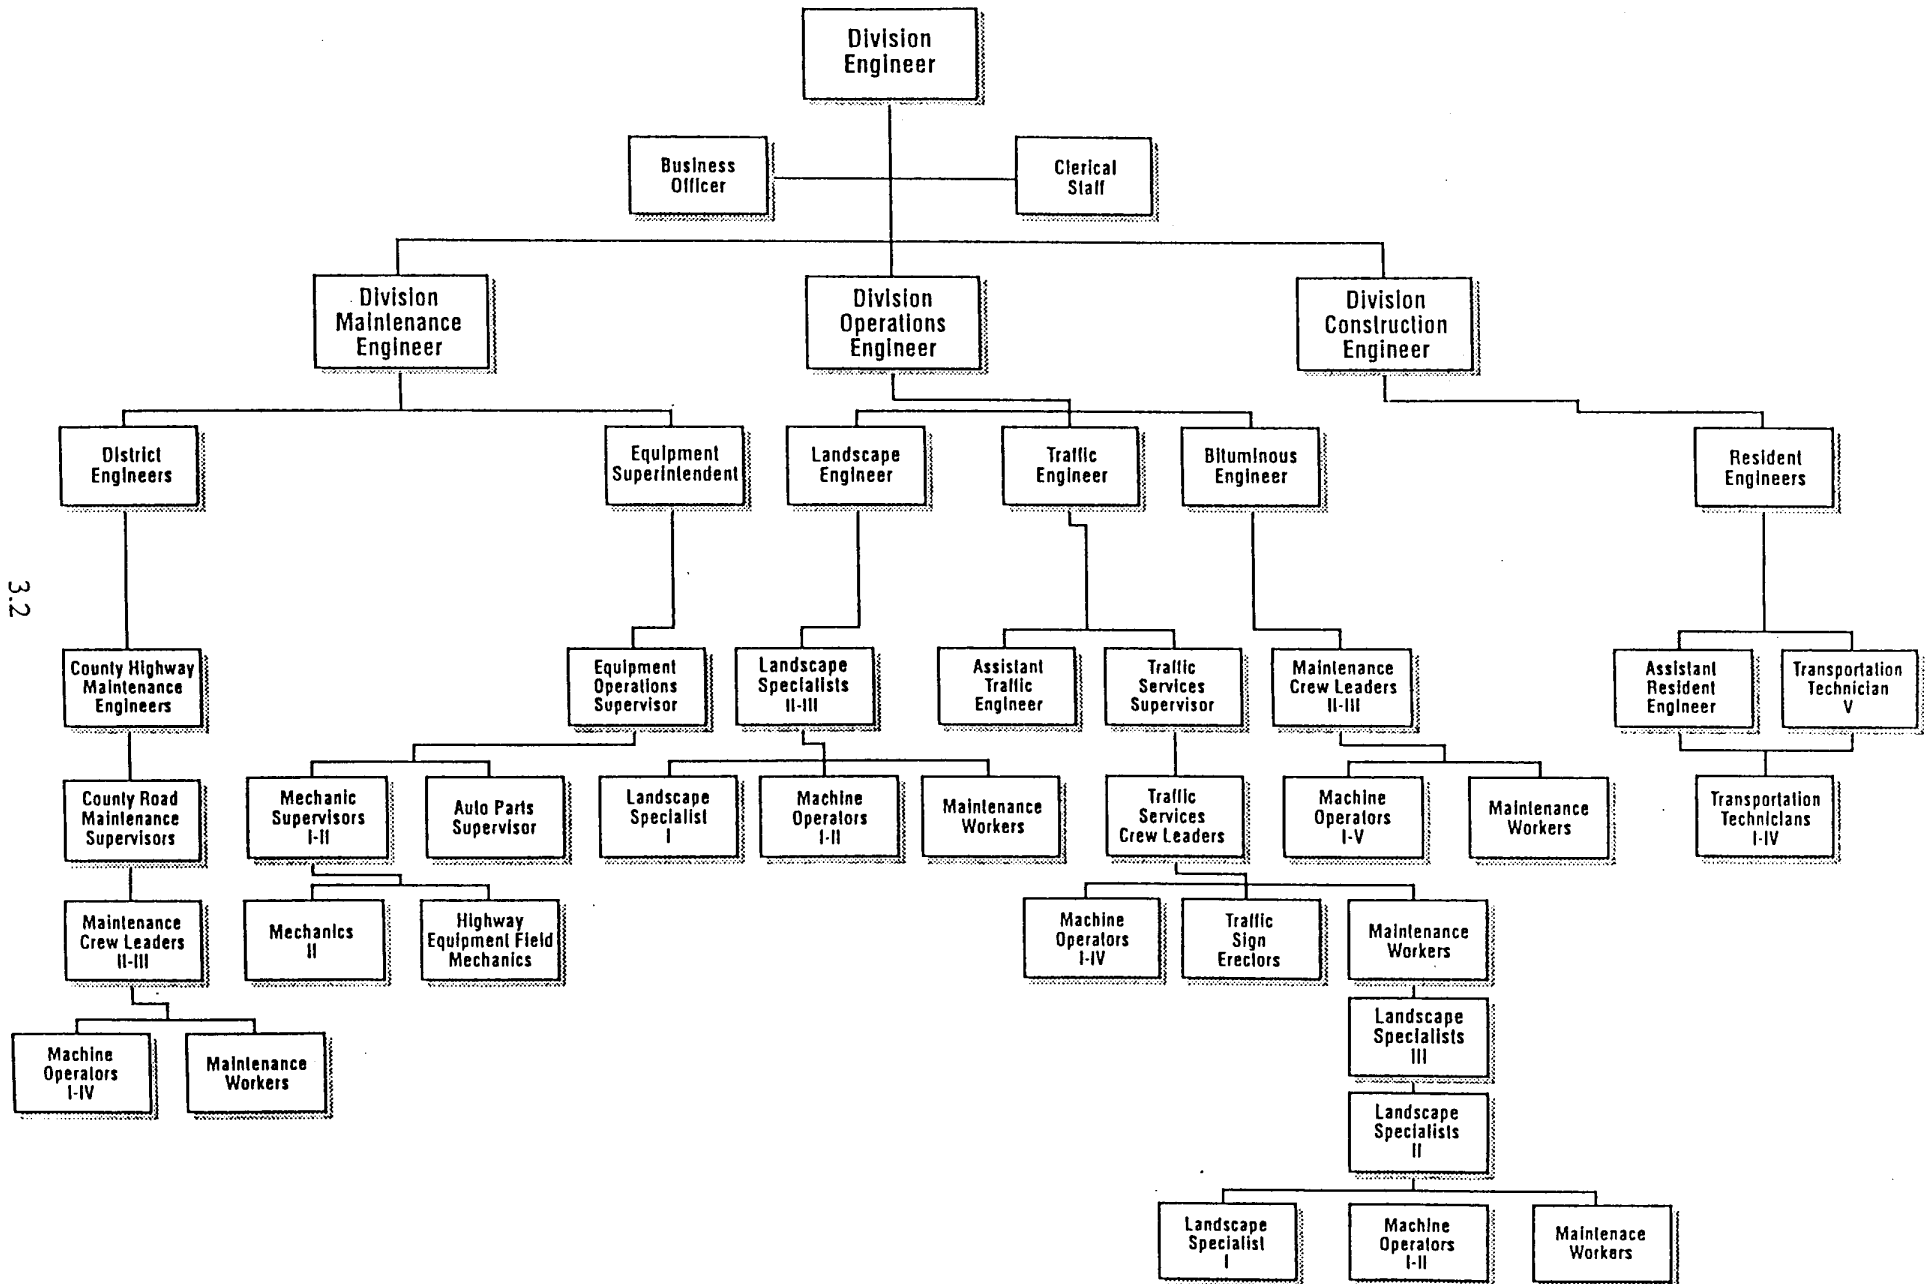 Division
Engineer
Business
Officer
Clerical
Staff
Division
Maintenance
Engineer
Division
Operations
Engineer
Division
Construction
Engineer
District
Engineers
Equipment
Superintendent
Landscape
Engineer
Traffic
Engineer
Bituminous
Engineer
Resident
Engineers
3.2
County Highway
Maintenance
Engineers
Equipment
Operations
Supervisor
Landscape
Specialists
II-III
Assistant
Traffic
Engineer
Traffic
Services
Supervisor
Maintenance
Crew Leaders
II-III
Assistant
Resident
Engineer
Transportation
Technician
V
County Road
Maintenance
Supervisors
Mechanic
Supervisors
I-II
Auto Parts
Supervisor
Landscape
Specialist
I
Machine
Operators
I-II
Maintenance
Workers
Traffic
Services
Crew Leaders
Machine
Operators
I-V
Maintenance
Workers
Transportation
Technicians
I-IV
Maintenance
Crew Leaders
II-III
Mechanics
II
Highway
Equipment Field
Mechanics
Machine
Operators
I-IV
Traffic
Sign
Erectors
Maintenance
Workers
Machine
Operators
I-IV
Maintenance
Workers
Landscape
Specialists
III
Landscape
Specialists
II
Landscape
Specialist
I
Machine
Operators
I-II
Maintenace
Workers